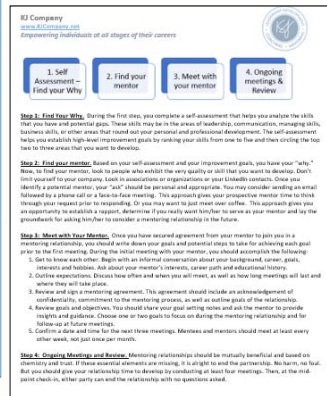 KJ Company
www.KJCompany.net
Empowering individuals at all stages of their careers
1. Self
Assessment –
Find your Why
2. Find your
mentor
3. Meet with
your mentor
4. Ongoing
meetings &
Review
Step 1: Find Your Why. During the first step, you complete a self-assessment that helps you analyze the skills
that you have and potential gaps. These skills may be in the areas of leadership, communication, managing skills,
business skills, or other areas that round out your personal and professional development. The self-assessment
helps you establish high-level improvement goals by ranking your skills from one to five and then circling the top
two to three areas that you want to develop.
Step 2: Find your mentor. Based on your self-assessment and your improvement goals, you have your "why."
Now, to find your mentor, look to people who exhibit the very quality or skill that you want to develop. Don't
limit yourself to your company. Look in associations or organizations or your LinkedIn contacts. Once you
identify a potential mentor, your "ask" should be personal and appropriate. You may consider sending an email
followed by a phone call or a face-to-face meeting. This approach gives your prospective mentor time to think
through your request prior to responding. Or you may want to just meet over coffee. This approach gives you
an opportunity to establish a rapport, determine if you really want him/her to serve as your mentor and lay the
groundwork for asking him/her to consider a mentoring relationship in the future.
Step 3: Meet with Your Mentor. Once you have secured agreement from your mentor to join you in a
mentoring relationship, you should write down your goals and potential steps to take for achieving each goal
prior to the first meeting. During the initial meeting with your mentor, you should accomplish the following:
1. Get to know each other. Begin with an informal conversation about your background, career, goals,
interests and hobbies. Ask about your mentor's interests, career path and educational history.
2. Outline expectations. Discuss how often and when you will meet, as well as how long meetings will last and
where they will take place.
3. Review and sign a mentoring agreement. This agreement should include an acknowledgement of
confidentiality, commitment to the mentoring process, as well as outline goals of the relationship.
4. Review goals and objectives. You should share your goal setting notes and ask the mentor to provide
insights and guidance. Choose one or two goals to focus on during the mentoring relationship and for
follow-up at future meetings.
5. Confirm a date and time for the next three meetings. Mentees and mentors should meet at least every
other week, not just once per month.
Step 4: Ongoing Meetings and Review. Mentoring relationships should be mutually beneficial and based on
chemistry and trust. If these essential elements are missing, it is alright to end the partnership. No harm, no foul.
But you should give your relationship time to develop by conducting at least four meetings. Then, at the mid-
point check-in, either party can end the relationship with no questions asked.